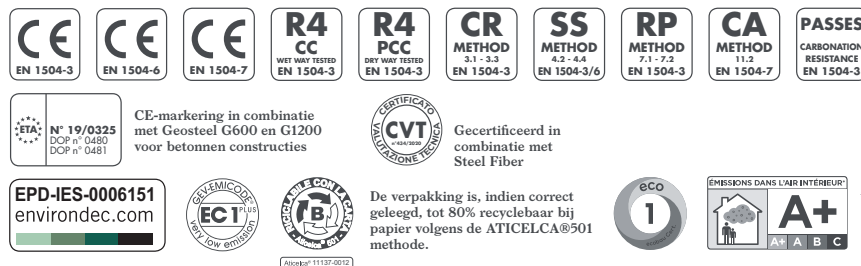 CE
EN 1504-3
CE
EN 1504-6
CE
EN 1504-7
R4
CC
WET WAY TESTED
EN 1504-3
R4
PCC
DRY WAY TESTED
EN 1504-3
CR
METHOD
3.1 - 3.3
EN 1504-3
SS
METHOD
4.2 - 4.4
EN 1504-3/6
RP
METHOD
7.1 - 7.2
EN 1504-3
CA
METHOD
11.2
EN 1504-7
PASSES
CARBONATION
RESISTANCE
EN 1504-3
ETA
N° 19/0325
DOP n° 0480
DOP n° 0481
CE-markering in combinatie
met Geosteel G600 en G1200
voor betonnen constructies
CERTIFICATO
CVT
n°434/2020
VALUTAZIONE TECNICA
Gecertificeerd in
combinatie met
Steel Fiber
EPD-IES-0006151
environdec.com
GEV-EMICODE
EC 1 PLUS
very low emission
RICICLABILE CON LA CARTA
B
Aticelca® 501
Aticelca® 11137-0012
De verpakking is, indien correct
geleegd, tot 80% recyclebaar bij
papier volgens de ATICELCA®501
methode.
eco
1
ÉMISSIONS DANS L'AIR INTÉRIEUR*
A+
A+ A B C